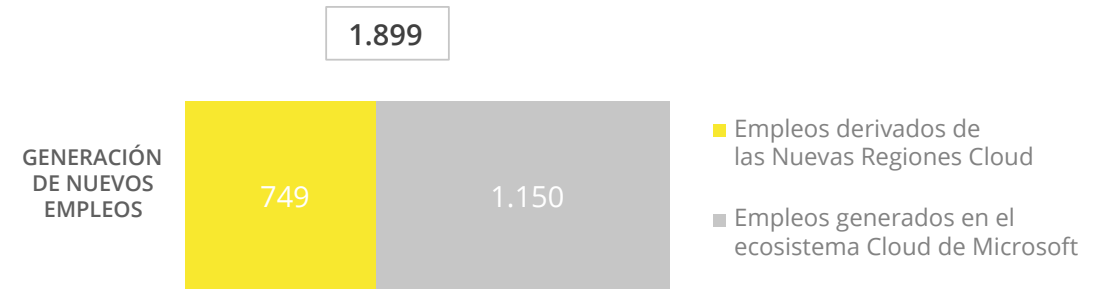 1.899
GENERACIÓN
DE NUEVOS
EMPLEOS
749
1.150
Empleos derivados de
las Nuevas Regiones Cloud
Empleos generados en el
ecosistema Cloud de Microsoft